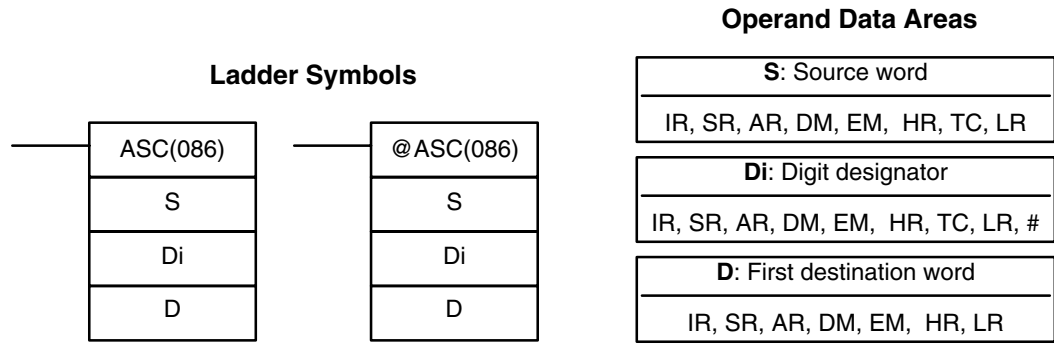 Ladder Symbols
ASC(086)
S
Di
D
@ASC(086)
S
Di
D
Operand Data Areas
S: Source word
IR, SR, AR, DM, EM, HR, TC, LR
Di: Digit designator
IR, SR, AR, DM, EM, HR, TC, LR, #
D: First destination word
IR, SR, AR, DM, EM, HR, LR